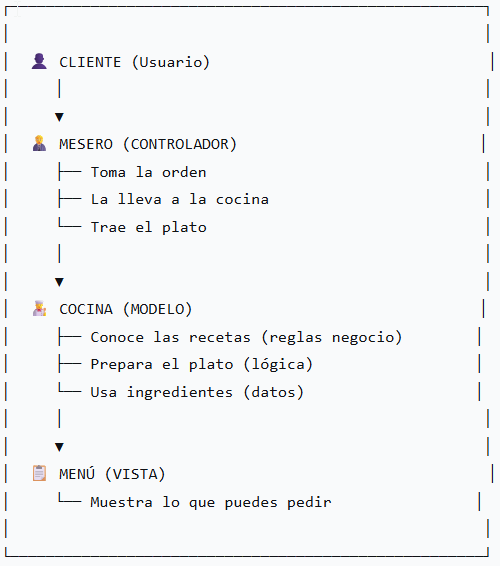 CLIENTE (Usuario)
MESERO (CONTROLADOR)
Toma la orden
La lleva a la cocina
Trae el plato
COCINA (MODELO)
Conoce las recetas (reglas negocio)
Prepara el plato (lógica)
Usa ingredientes (datos)
MENÚ (VISTA)
Muestra lo que puedes pedir